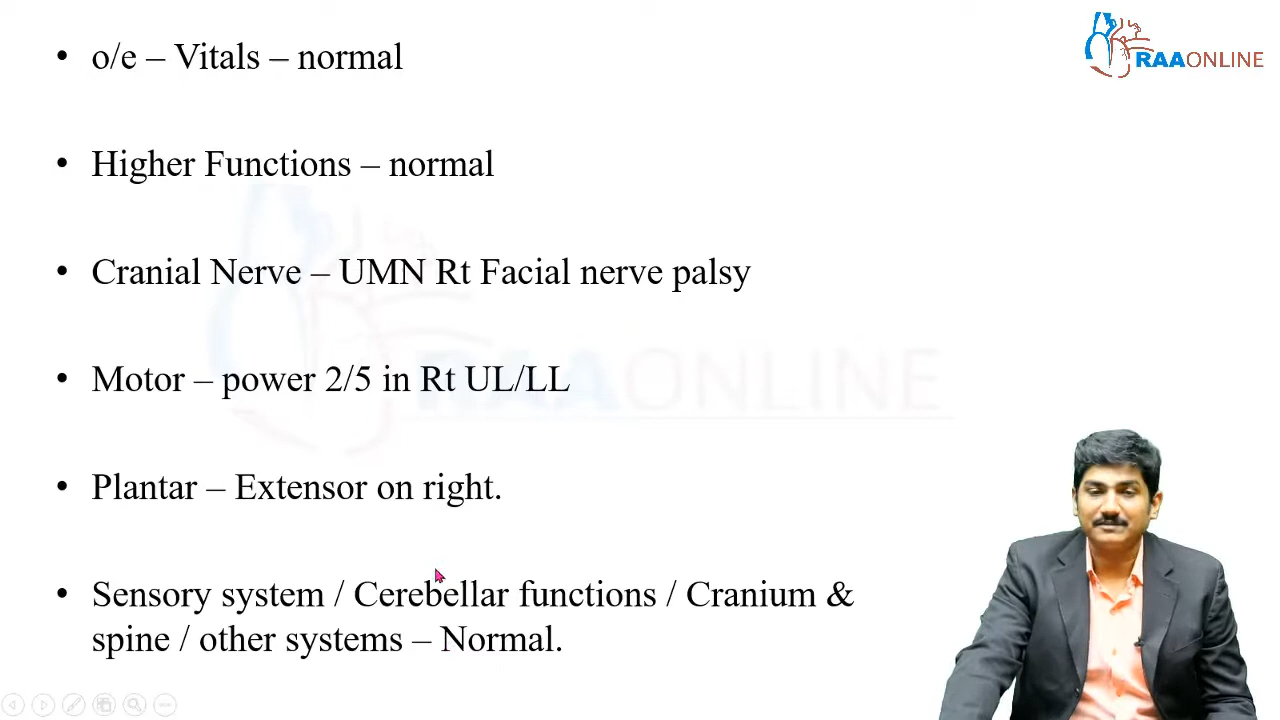 RAAONLINE
• o/e – Vitals – normal
• Higher Functions – normal
• Cranial Nerve – UMN Rt Facial nerve palsy
• Motor – power 2/5 in Rt UL/LL
RAAONLINE
• Plantar – Extensor on right.
• Sensory system / Cerebellar functions / Cranium &
spine / other systems – Normal.